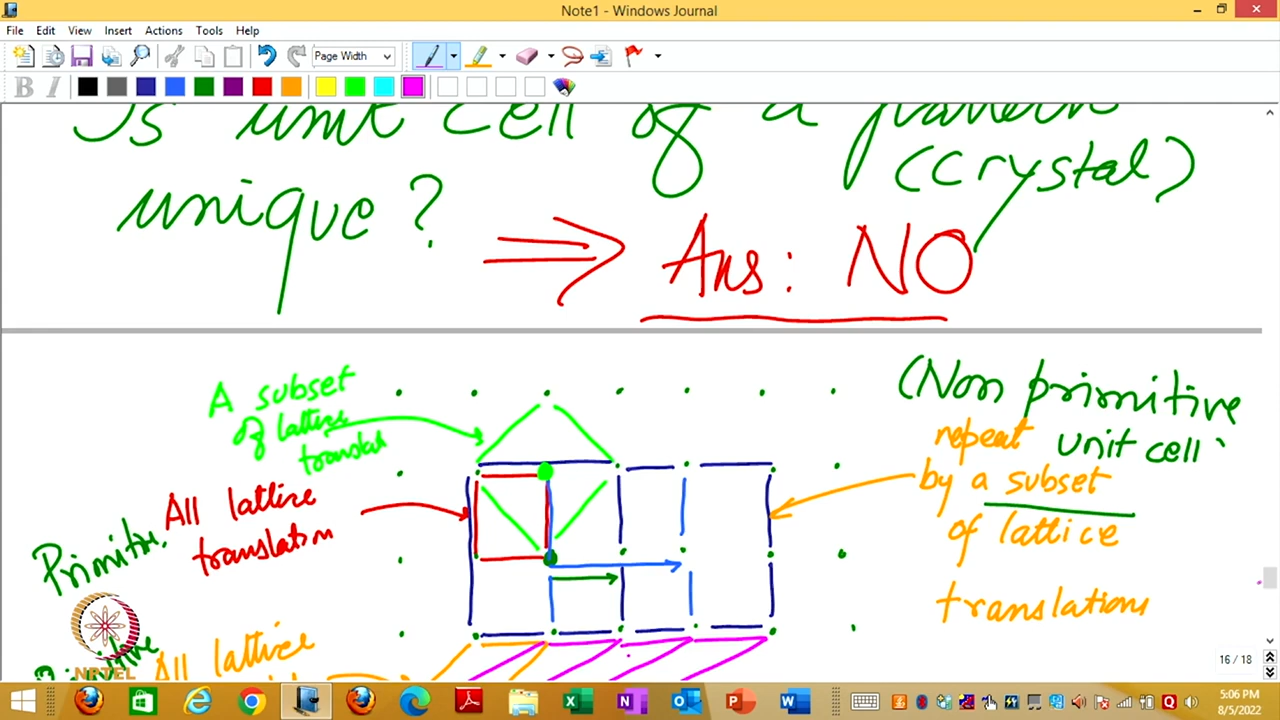 Note1 - Windows Journal
File Edit View Insert Actions Tools Help
Page Width
B I
Is unit cell of a pattern
(Crystal)
unique?
Ans: NO
A subset
of lattice
(Non primitive
unit cell
repeat
by a subset
of lattice
translations
All lattice
translation
Primitive
All lattice
NPTEL
16 / 18
5:06 PM
8/5/2022